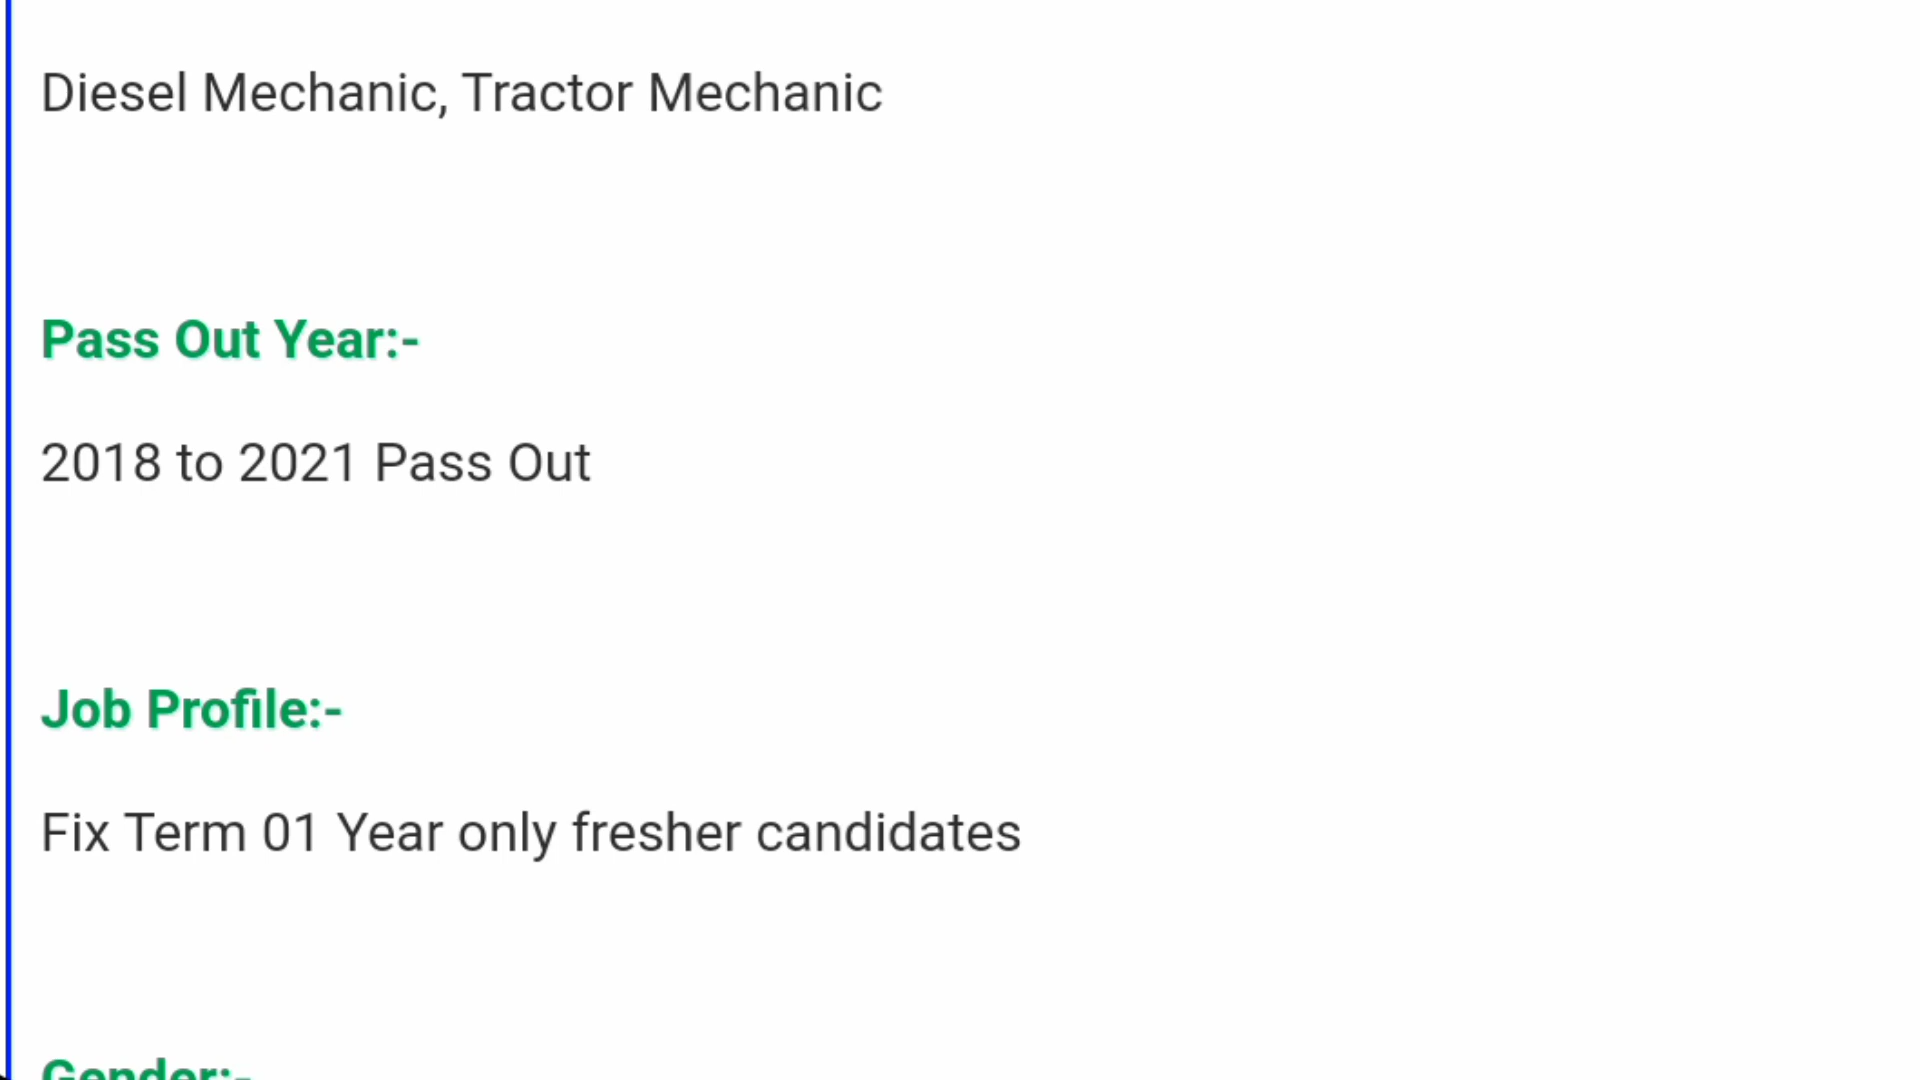 Diesel Mechanic, Tractor Mechanic
Pass Out Year:-
2018 to 2021 Pass Out
Job Profile:-
Fix Term 01 Year only fresher candidates
Gender:-